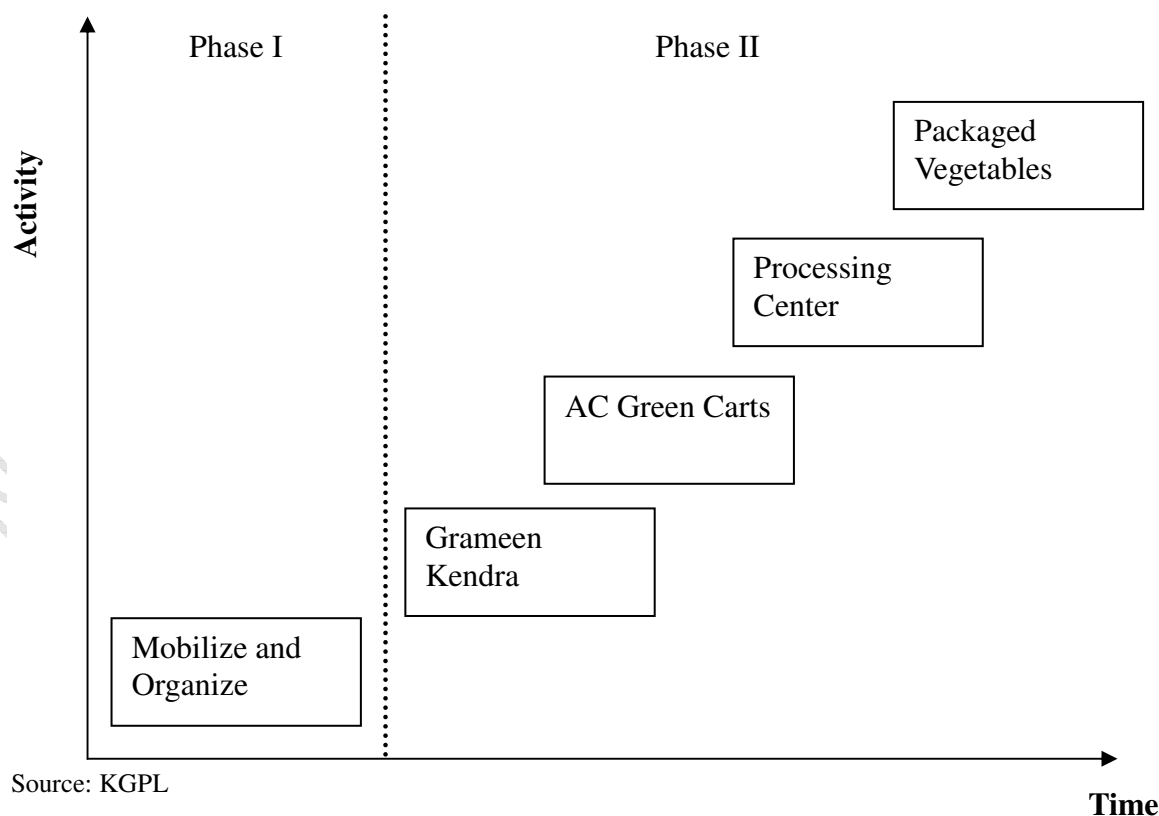 Phase I
Phase II
Packaged
Vegetables
Activity
Processing
Center
AC Green Carts
Grameen
Kendra
Mobilize and
Organize
Source: KGPL
Time